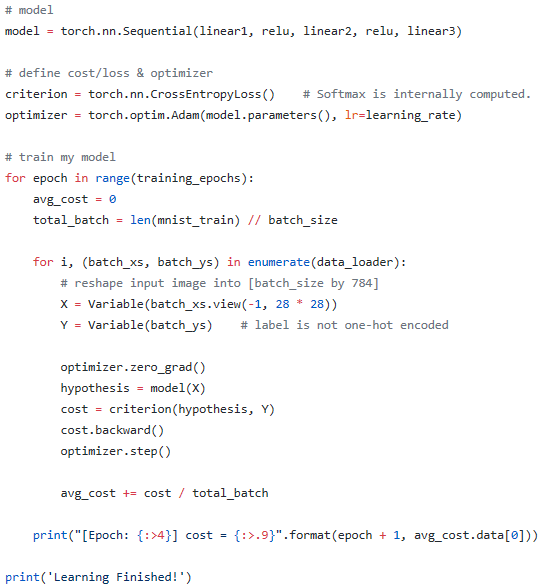 # model
model = torch.nn.Sequential(linear1, relu, linear2, relu, linear3)

# define cost/loss & optimizer
criterion = torch.nn.CrossEntropyLoss()    # Softmax is internally computed.
optimizer = torch.optim.Adam(model.parameters(), lr=learning_rate)

# train my model
for epoch in range(training_epochs):
    avg_cost = 0
    total_batch = len(mnist_train) // batch_size

    for i, (batch_xs, batch_ys) in enumerate(data_loader):
        # reshape input image into [batch_size by 784]
        X = Variable(batch_xs.view(-1, 28 * 28))
        Y = Variable(batch_ys)    # label is not one-hot encoded

        optimizer.zero_grad()
        hypothesis = model(X)
        cost = criterion(hypothesis, Y)
        cost.backward()
        optimizer.step()

        avg_cost += cost / total_batch

    print("[Epoch: {:>4}] cost = {:>.9}".format(epoch + 1, avg_cost.data[0]))

print('Learning Finished!')